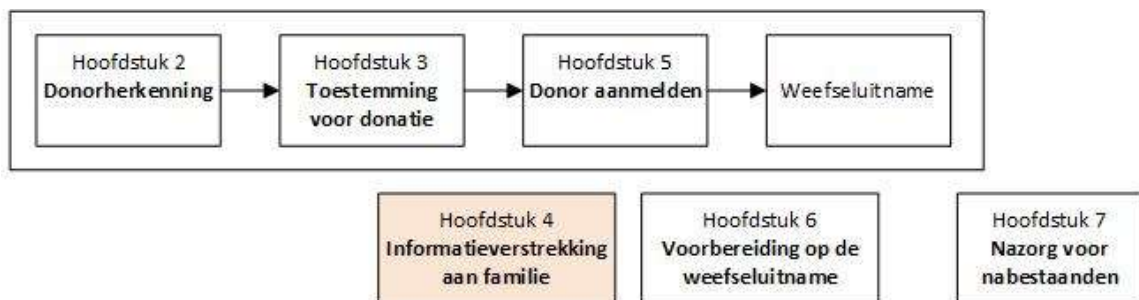 Hoofdstuk 2
Donorherkenning
Hoofdstuk 3
Toestemming
voor donatie
Hoofdstuk 5
Donor aanmelden
Weefseluitname
Hoofdstuk 4
Informatieverstrekking
aan familie
Hoofdstuk 6
Voorbereiding op de
weefseluitname
Hoofdstuk 7
Nazorg voor
nabestaanden